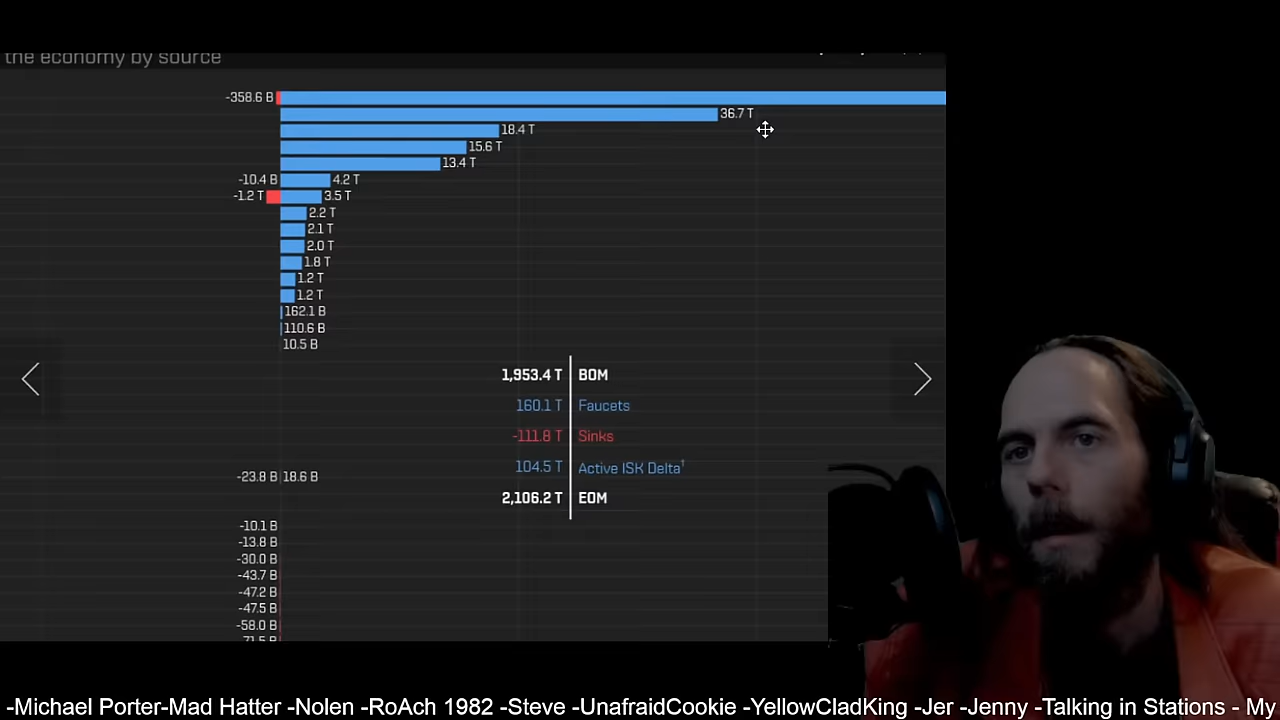 the economy by source
-358.6 B
36.7 T
18.4 T
15.6 T
13.4 T
-10.4 B 4.2 T
-1.2 T 3.5 T
2.2 T
2.1 T
2.0 T
1.8 T
1.2 T
1.2 T
162.1 B
110.6 B
10.5 B
1,953.4 T BOM
160.1 T Faucets
-111.8 T Sinks
104.5 T Active ISK Delta†
2,106.2 T EOM
-23.8 B 18.6 B
-10.1 B
-13.8 B
-30.0 B
-43.7 B
-47.2 B
-47.5 B
-58.0 B
-Michael Porter-Mad Hatter -Nolen -RoAch 1982 -Steve -UnafraidCookie -YellowCladKing -Jer -Jenny -Talking in Stations - My